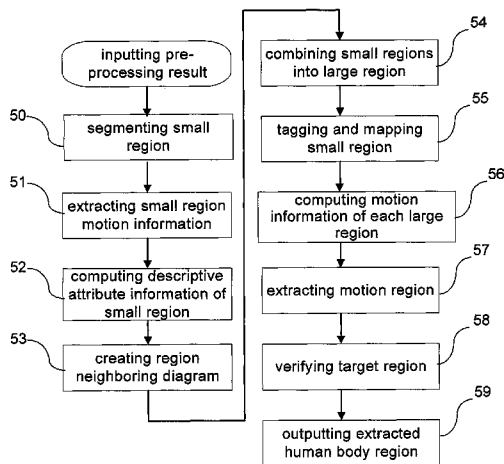 inputting pre-
processing result
50
segmenting small
region
51
extracting small region
motion information
52
computing descriptive
attribute information of
small region
53
creating region
neighboring diagram
54
combining small regions
into large region
55
tagging and mapping
small region
56
computing motion
information of each large
region
57
extracting motion region
58
verifying target region
59
outputting extracted
human body region